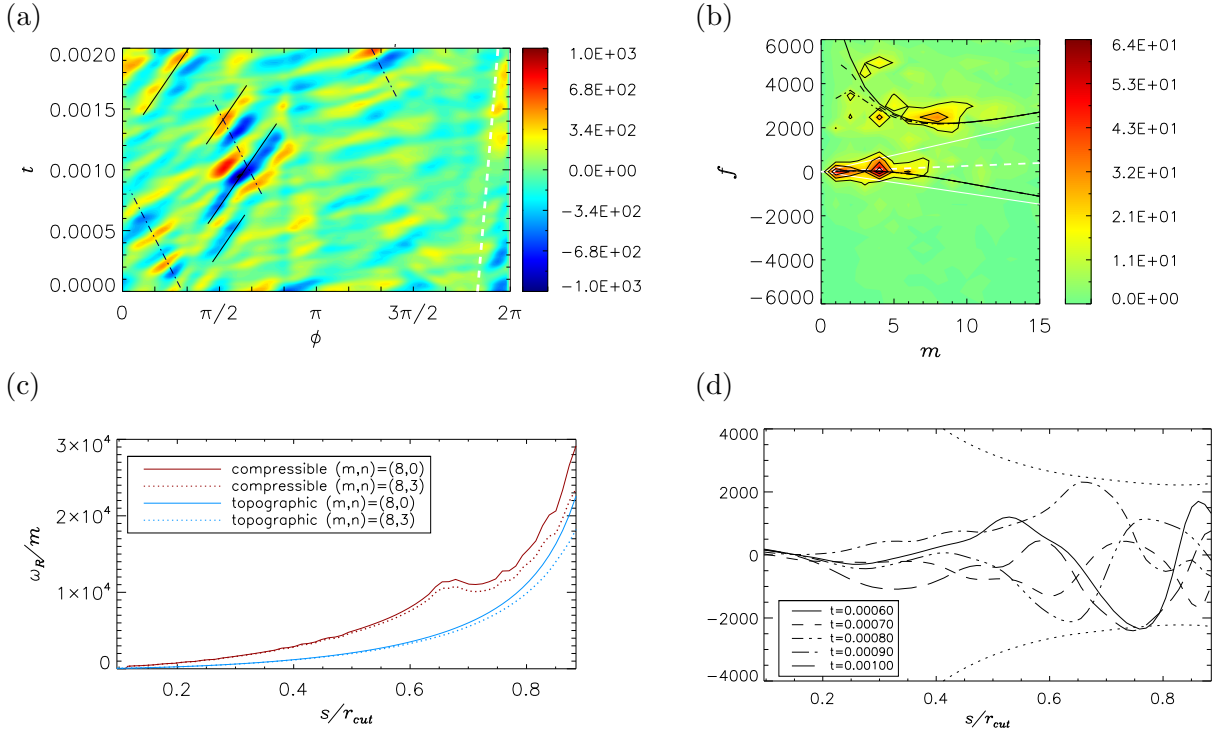 (a)
0.0020
0.0015
0.0010
0.0005
0.0000
t
0
π/2
π
3π/2
2π
ϕ
1.0E+03
6.8E+02
3.4E+02
0.00E+00
−3.4E+02
−6.8E+02
−1.0E+03
(b)
6000
4000
2000
0
−2000
−4000
−6000
f
0
5
10
15
m
6.4E+01
5.3E+01
4.3E+01
3.2E+01
2.1E+01
1.1E+01
0.0E+00
(c)
3×10⁴
2×10⁴
1×10⁴
0
ω_R/m
compressible (m,n)=(8,0)
compressible (m,n)=(8,3)
topographic (m,n)=(8,0)
topographic (m,n)=(8,3)
0.2
0.4
0.6
0.8
s/r_cut
(d)
4000
2000
0
−2000
−4000
t=0.00060
t=0.00070
t=0.00080
t=0.00090
t=0.00100
0.2
0.4
0.6
0.8
s/r_cut